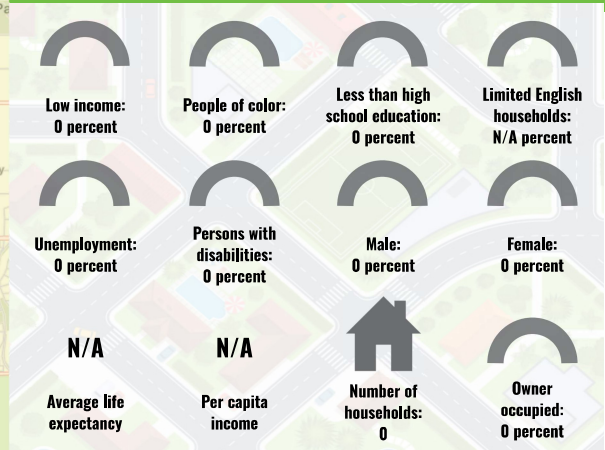 Low income:
0 percent
People of color:
0 percent
Less than high
school education:
0 percent
Limited English
households:
N/A percent
Unemployment:
0 percent
Persons with
disabilities:
0 percent
Male:
0 percent
Female:
0 percent
N/A
Average life
expectancy
N/A
Per capita
income
Number of
households:
0
Owner
occupied:
0 percent